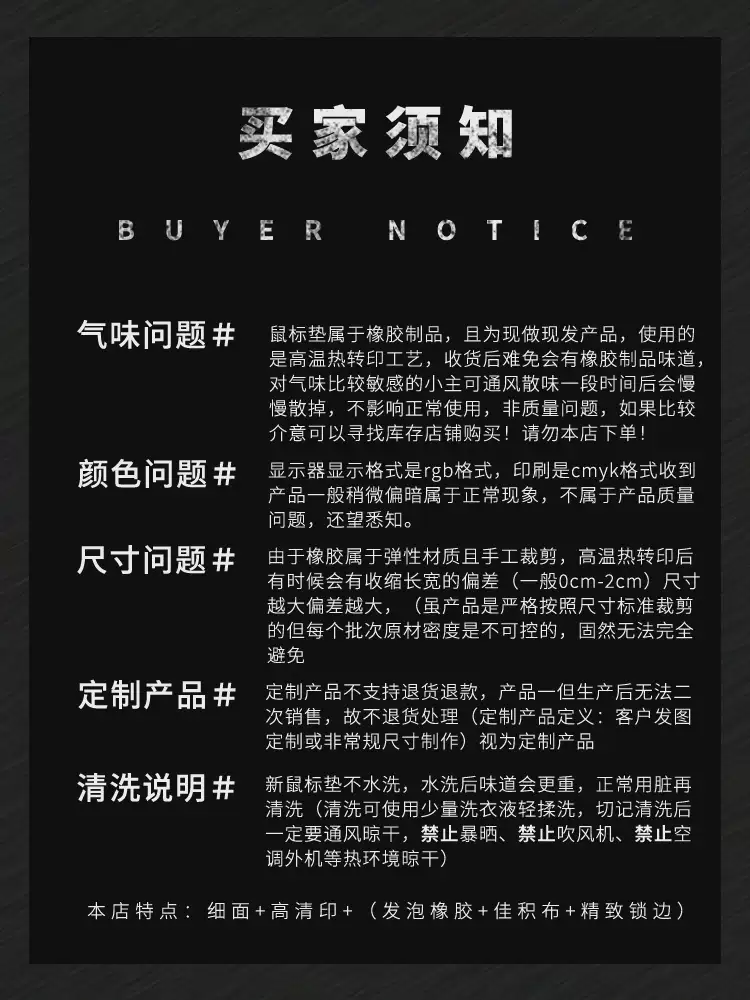 买家须知
BUYER NOTICE
气味问题#
鼠标垫属于橡胶制品，且为现做现发产品，使用的
是高温热转印工艺，收货后难免会有橡胶制品味道，
对气味比较敏感的小主可通风散味一段时间后会慢
慢散掉，不影响正常使用，非质量问题，如果比较
介意可以寻找库存店铺购买！请勿本店下单！
颜色问题#
显示器显示格式是rgb格式，印刷是cmyk格式收到
产品一般稍微偏暗属于正常现象，不属于产品质量
问题，还望悉知。
尺寸问题#
由于橡胶属于弹性材质且手工裁剪，高温热转印后
有时候会有收缩长宽的偏差（一般0cm-2cm）尺寸
越大偏差越大，（虽产品是严格按照尺寸标准裁剪
的但每个批次原材密度是不可控的，固然无法完全
避免
定制产品#
定制产品不支持退货退款，产品一但生产后无法二
次销售，故不退货处理（定制产品定义：客户发图
定制或非常规尺寸制作）视为定制产品
清洗说明#
新鼠标垫不水洗，水洗后味道会更重，正常用脏再
清洗（清洗可使用少量洗衣液轻揉洗，切记清洗后
一定要通风晾干，禁止暴晒、禁止吹风机、禁止空
调外机等热环境晾干）
本店特点：细面+高清印+（发泡橡胶+佳积布+精致锁边）